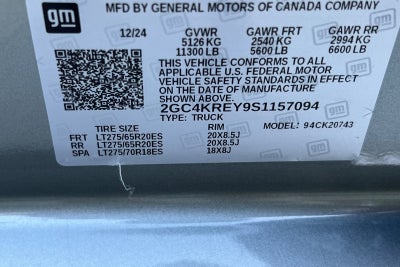 MFD BY GENERAL MOTORS OF CANADA COMPANY
gm
12/24 GVWR GAWR FRT GAWR RR
5126 KG 2540 KG 2994 KG
11300 LB 5600 LB 6600 LB
THIS VEHICLE CONFORMS TO ALL
APPLICABLE U.S. FEDERAL MOTOR
VEHICLE SAFETY STANDARDS IN EFFECT
ON THE DATE OF MANUFACTURE
SHOWN ABOVE.
2GC4KREY9S1157094
TYPE: TRUCK
TIRE SIZE RIM MODEL: 94CK20743
FRT LT275/65R20ES 20X8.5J
RR LT275/65R20ES 20X8.5J
SPA LT275/70R18ES 18X8J